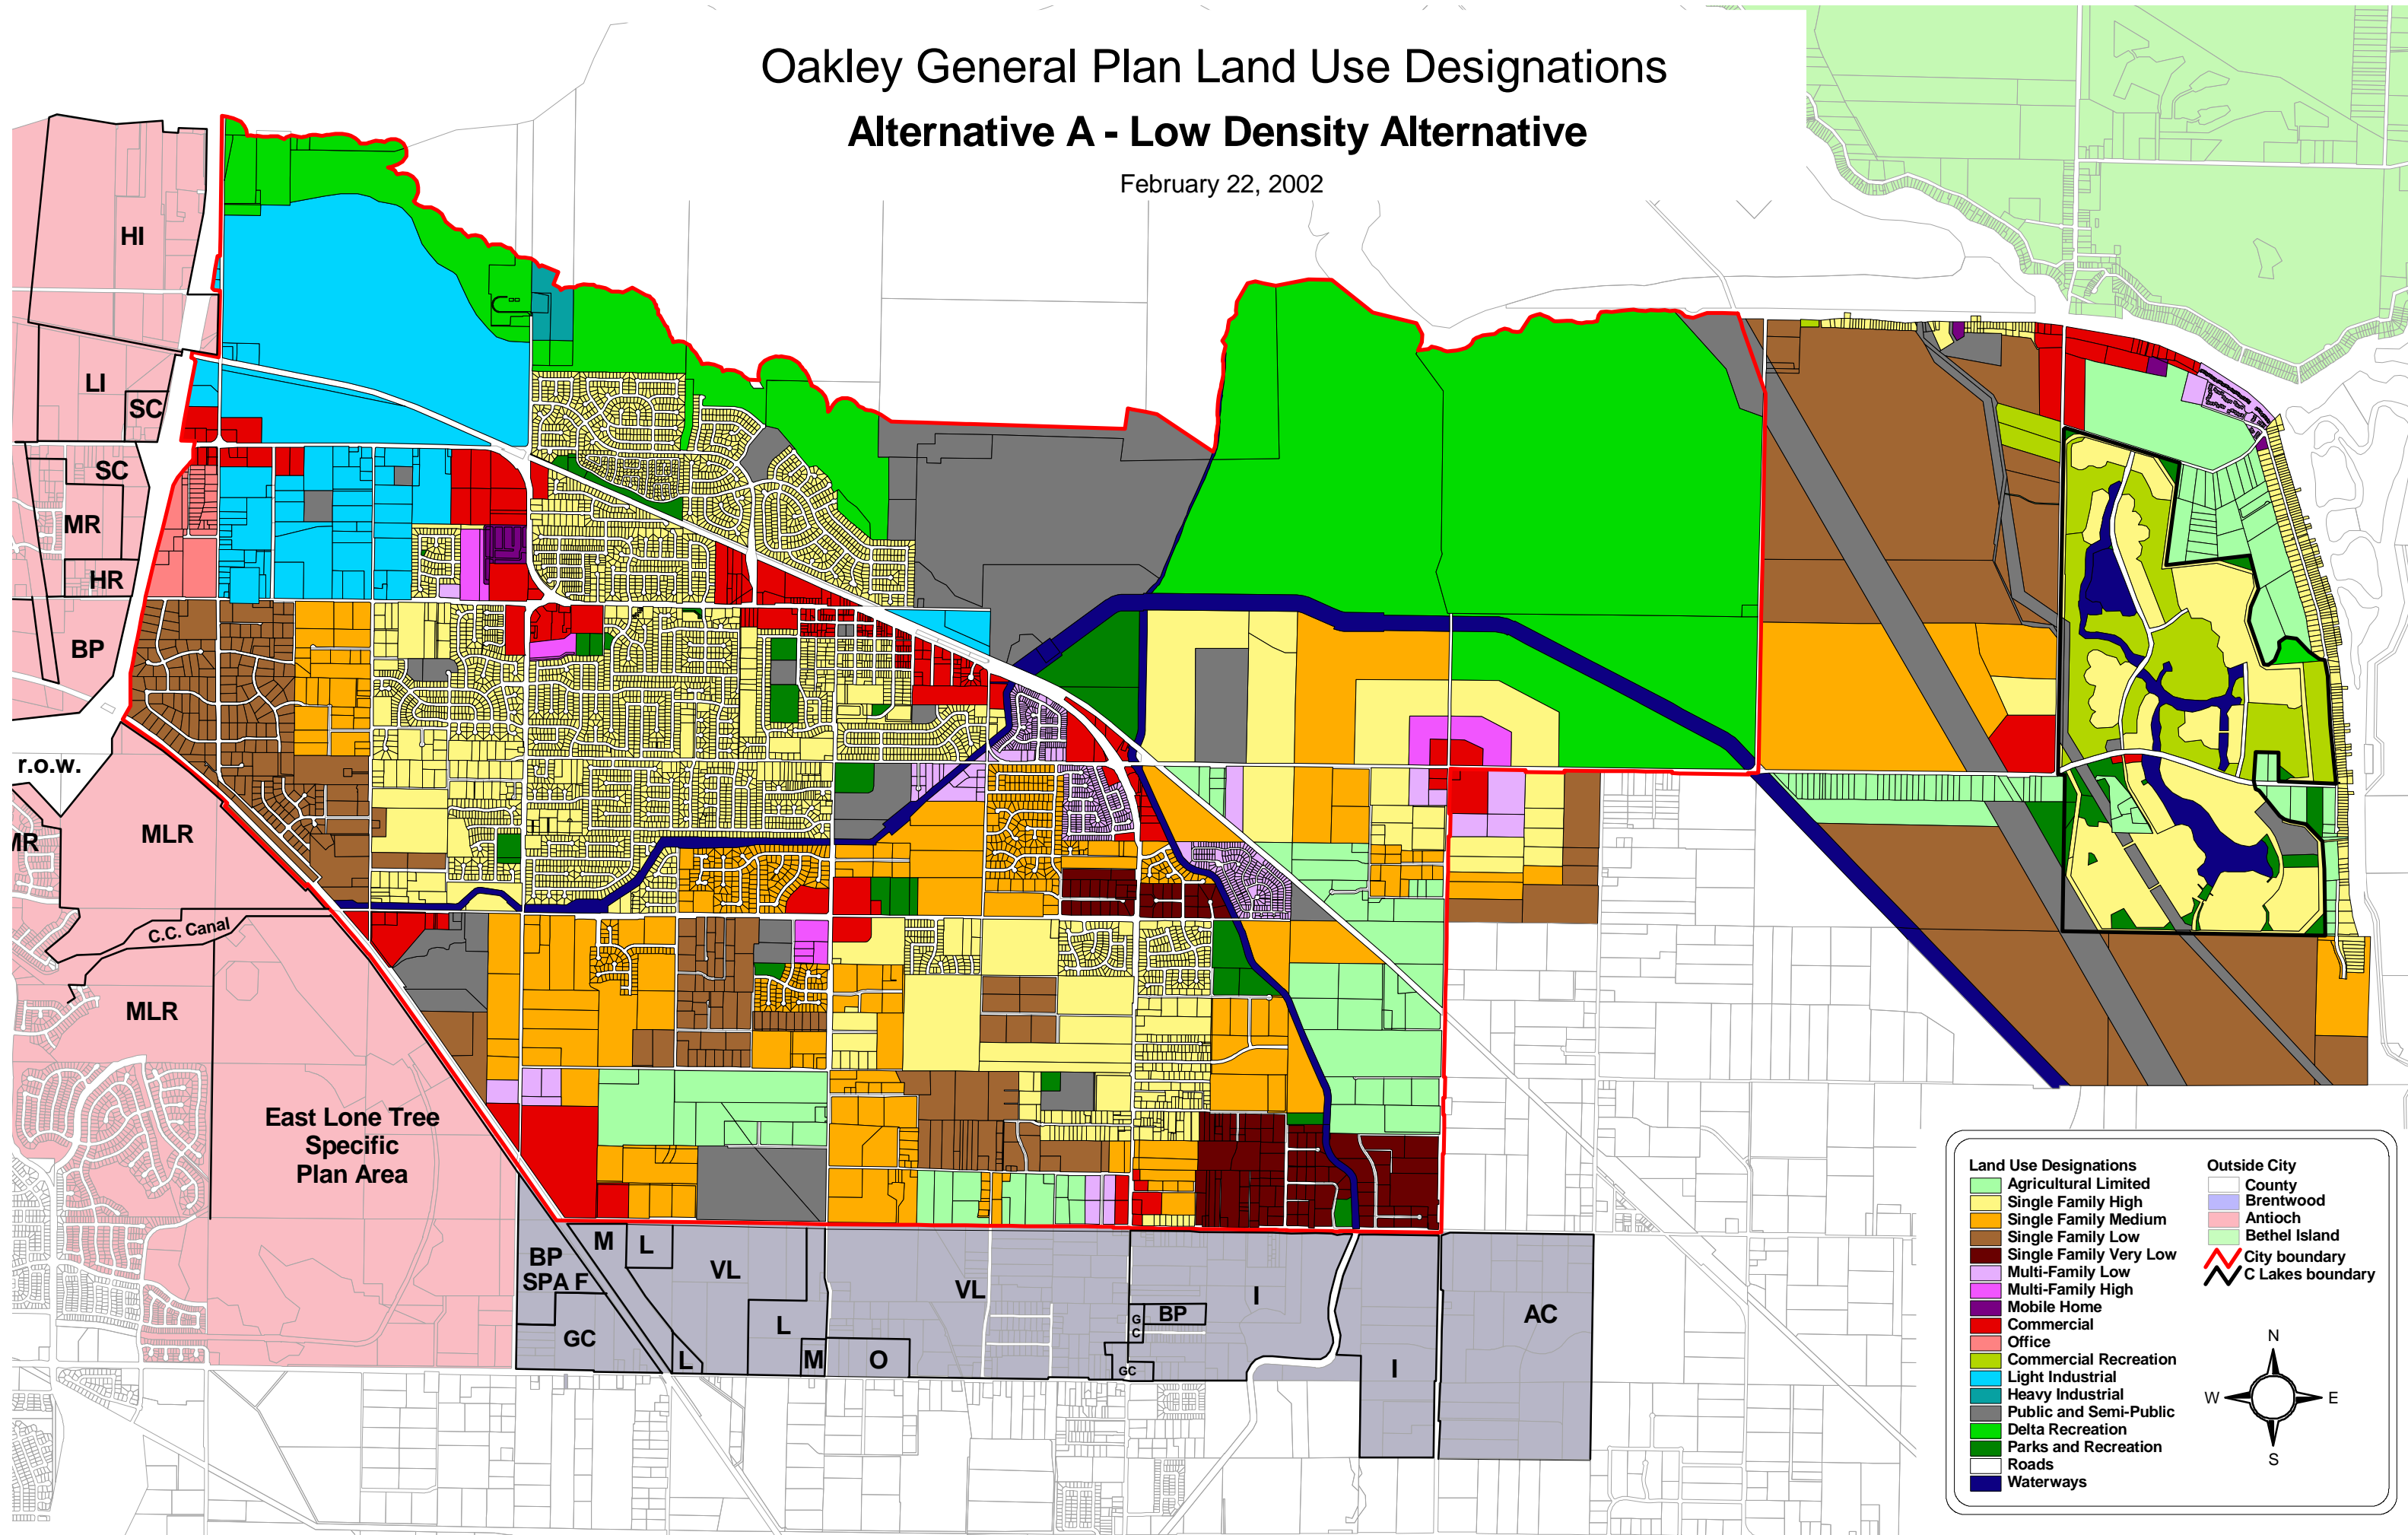 Oakley General Plan Land Use Designations
Alternative A - Low Density Alternative
February 22, 2002
HI
LI
SC
SC
MR
HR
BP
r.o.w.
MLR
MR
C.C. Canal
MLR
East Lone Tree
Specific
Plan Area
M
L
BP
SPA F
VL
VL
I
BP
G
C
AC
L
GC
L
M
O
GC
I
Land Use Designations
Agricultural Limited
Single Family High
Single Family Medium
Single Family Low
Single Family Very Low
Multi-Family Low
Multi-Family High
Mobile Home
Commercial
Office
Commercial Recreation
Light Industrial
Heavy Industrial
Public and Semi-Public
Delta Recreation
Parks and Recreation
Roads
Waterways
Outside City
County
Brentwood
Antioch
Bethel Island
City boundary
C Lakes boundary
N
W
E
S